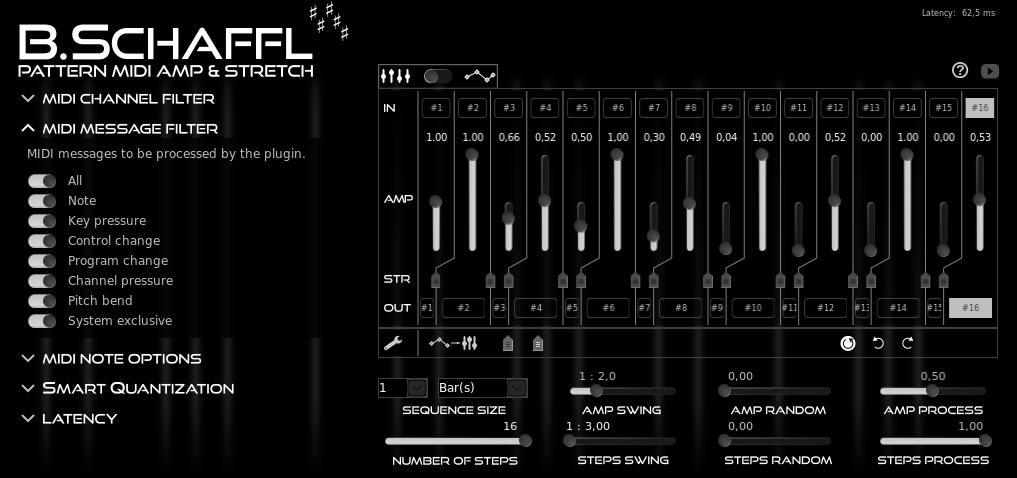 Latency: 62,5 ms
B.SCHAFFL
PATTERN MIDI AMP & STRETCH
MIDI CHANNEL FILTER
MIDI MESSAGE FILTER
MIDI messages to be processed by the plugin.
All
Note
Key pressure
Control change
Program change
Channel pressure
Pitch bend
System exclusive
MIDI NOTE OPTIONS
SMART QUANTIZATION
LATENCY
IN #1 #2 #3 #4 #5 #6 #7 #8 #9 #10 #11 #12 #13 #14 #15 #16
1.00 1.00 0,66 0,52 0,50 1,00 0,30 0,49 0,04 1,00 0,00 0,52 0,00 1.00 0,00 0,53
AMP
STR
OUT #1 #2 #3 #4 #5 #6 #7 #8 #9 #10 #11 #12 #13 #14 #15 #16
1 Bar(s)
SEQUENCE SIZE
1 : 2,0
AMP SWING
0,00
AMP RANDOM
0,50
AMP PROCESS
16
NUMBER OF STEPS
1 : 3,00
STEPS SWING
0,00
STEPS RANDOM
1,00
STEPS PROCESS